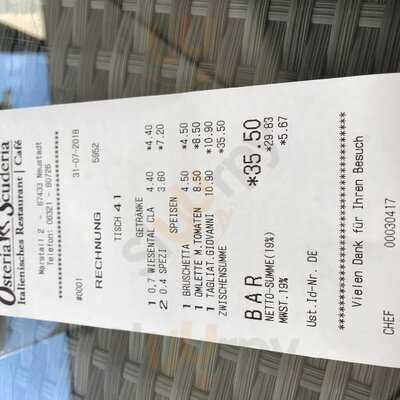 Osteria Scuderia
Italienisches Restaurant | Café
Marstall 2 - 67433 Neustadt
Telefon: 06321 - 80726
********************************
31-07-2018
#0001 5952
RECHNUNG
TISCH 41
GETRÄNKE
1 0,7 WIESENTAL CLA 4.40 *4.40
2 0.4 SPEZI 3.60 *7.20
SPEISEN
1 BRUSCHETTA 4.50 *4.50
1 OMLETTE M.TOMATEN 8.50 *8.50
1 TAGLIAT.GIOVANNI 10.90 *10.90
ZWISCHENSUMME *35.50
BAR *35.50
NETTO-SUMME(19%) *29.83
MWST.19% *5.67
Ust.Id-Nr. DE
********************************
Vielen Dank für Ihren Besuch
********************************
CHEF 00030417